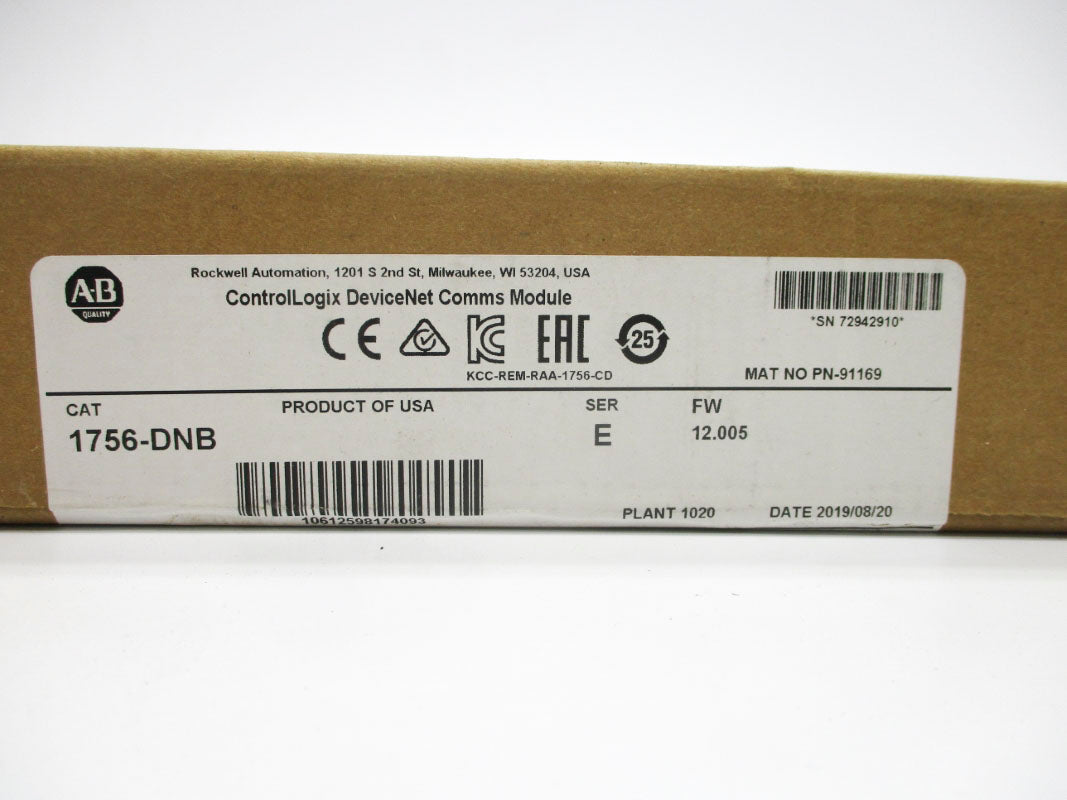 A-B
QUALITY
Rockwell Automation, 1201 S 2nd St, Milwaukee, WI 53204, USA
ControlLogix DeviceNet Comms Module
*SN 72942910*
CE KC EAC 25
KCC-REM-RAA-1756-CD
MAT NO PN-91169
CAT PRODUCT OF USA SER FW
1756-DNB E 12.005
10612598174093
PLANT 1020 DATE 2019/08/20